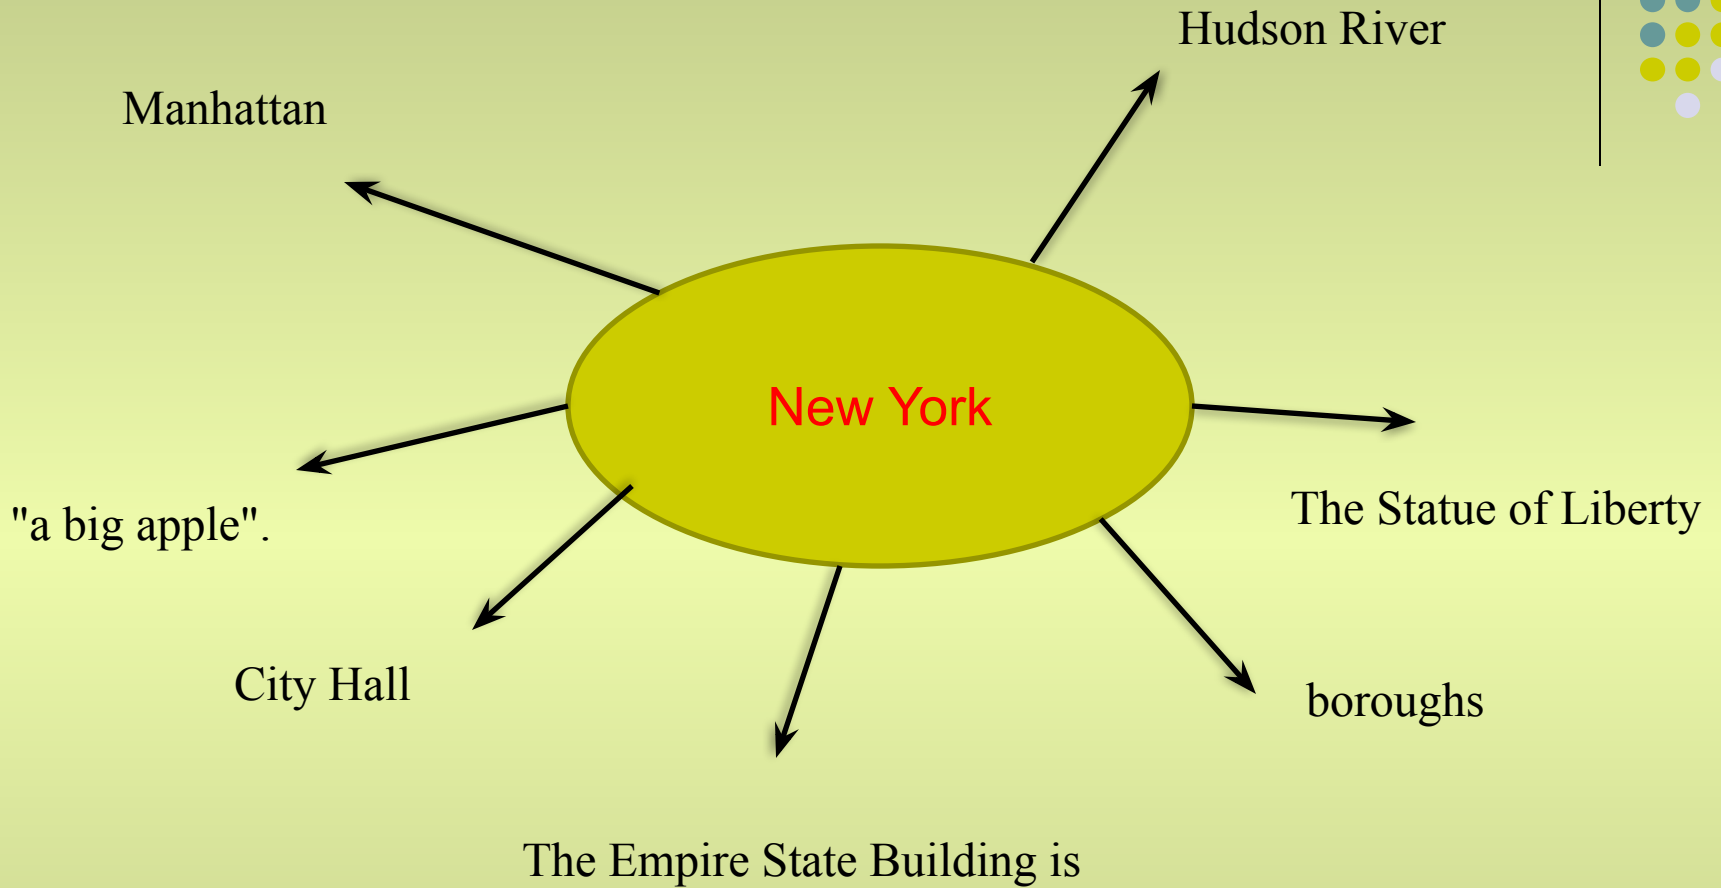 Hudson River
Manhattan
New York
"a big apple".
The Statue of Liberty
City Hall
boroughs
The Empire State Building is